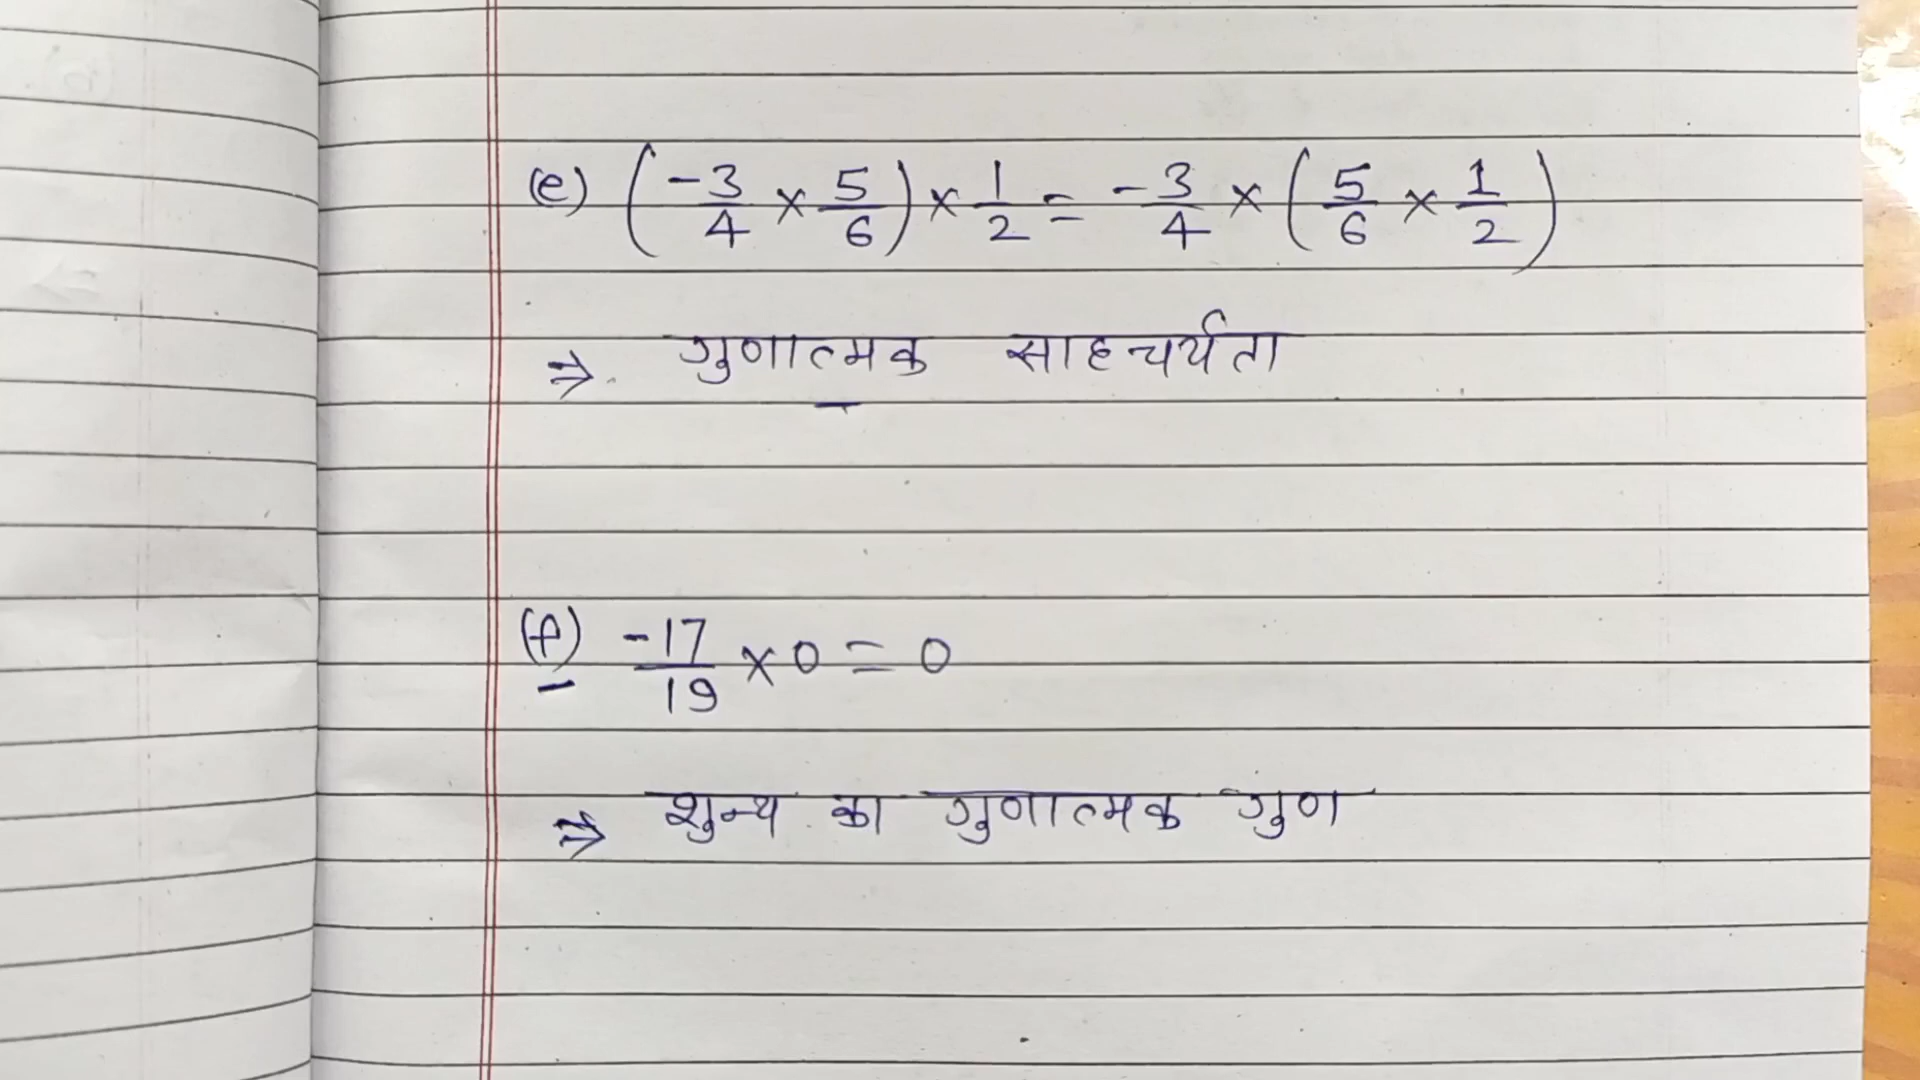 (e) (-3/4 × 5/6) × 1/2 = -3/4 × (5/6 × 1/2)
⇒ गुणात्मक साहचर्यता
(f) -17/19 × 0 = 0
⇒ शुन्य का गुणात्मक गुण